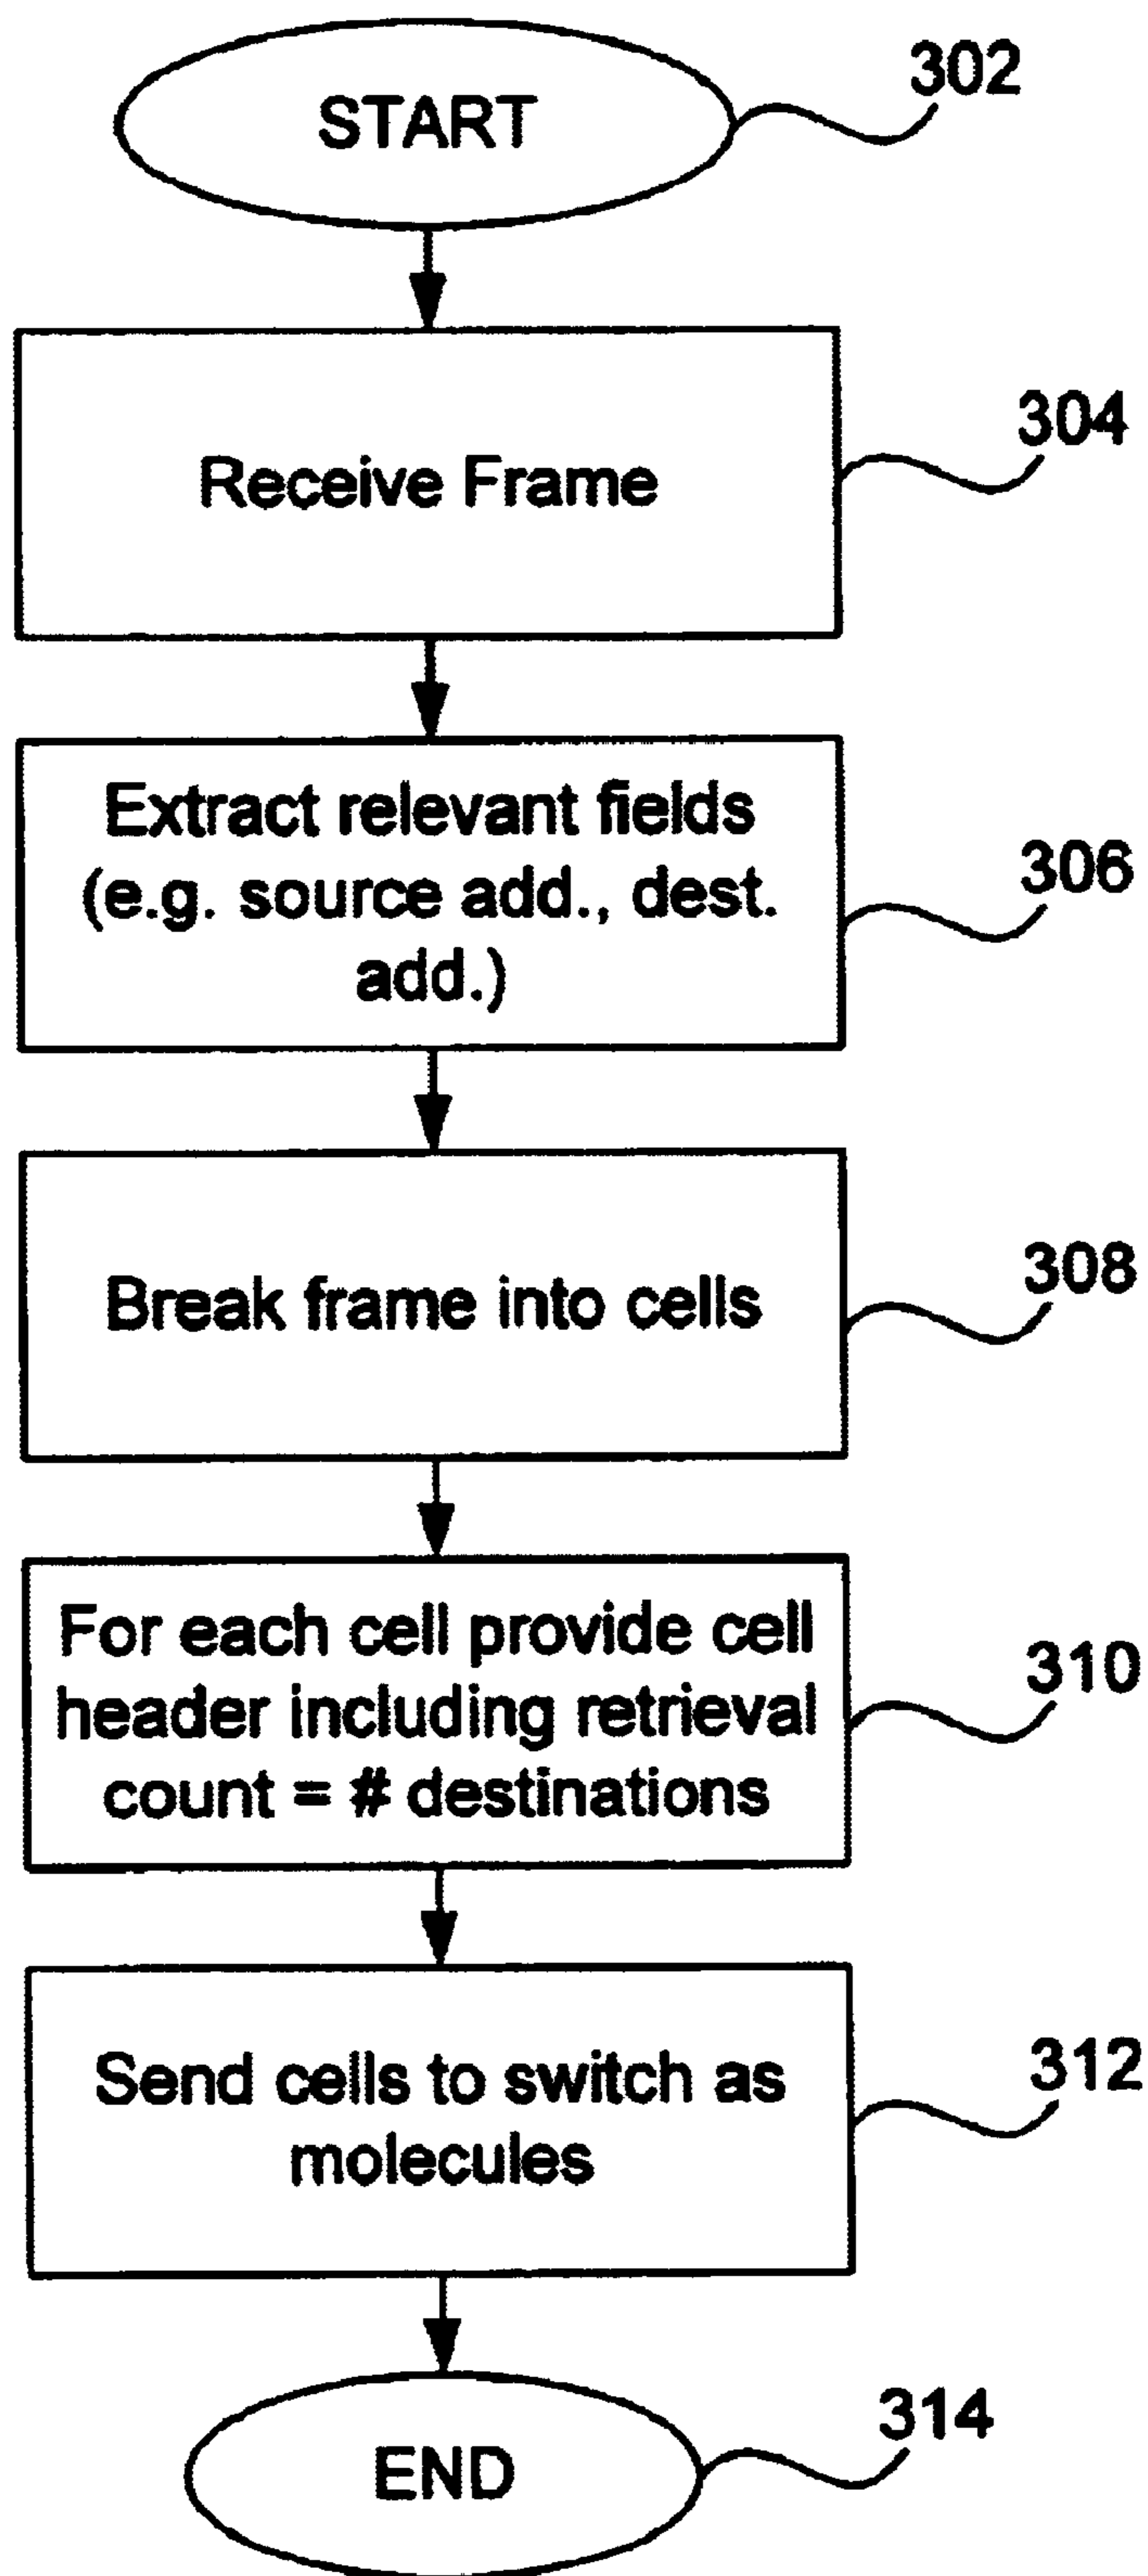 START
302
Receive Frame
304
Extract relevant fields
(e.g. source add., dest.
add.)
306
Break frame into cells
308
For each cell provide cell
header including retrieval
count = # destinations
310
Send cells to switch as
molecules
312
END
314